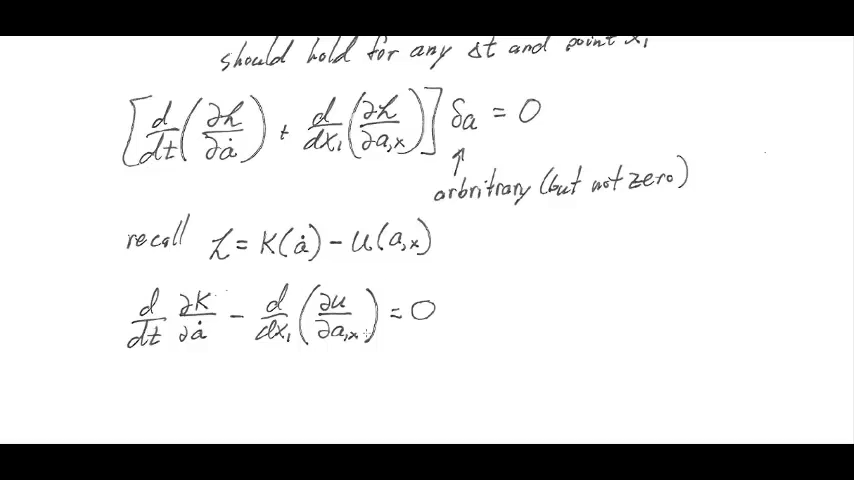 should hold for any Δt and point x₁
[d/dt (∂ℒ/∂ȧ) + d/dx₁ (∂ℒ/∂a,x)] δa = 0
↑
arbritrary (but not zero)
recall ℒ = K(ȧ) - U(a,x)
d/dt ∂K/∂ȧ - d/dx₁ (∂U/∂a,x) = 0